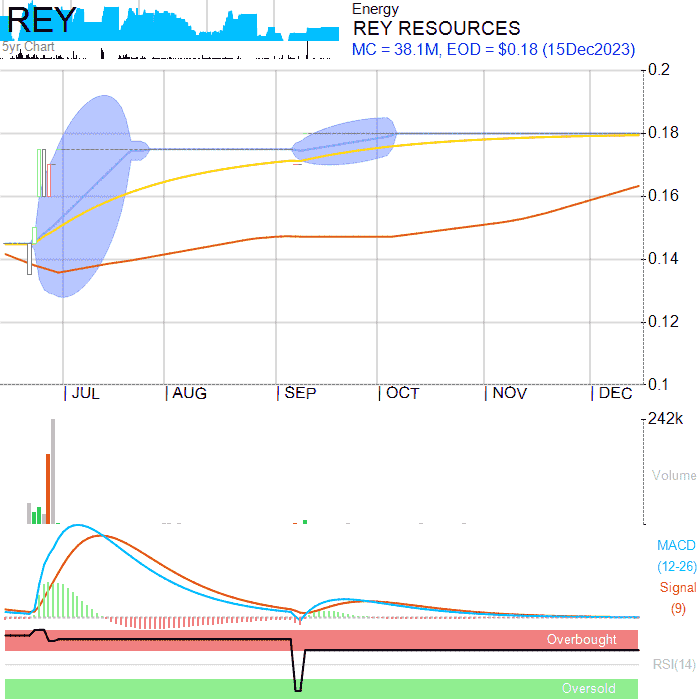 REY
5yr Chart
Energy
REY RESOURCES
MC = 38.1M, EOD = $0.18 (15Dec2023)
0.2
0.18
0.16
0.14
0.12
0.1
JUL
AUG
SEP
OCT
NOV
DEC
242k
Volume
MACD
(12-26)
Signal
(9)
Overbought
RSI(14)
Oversold